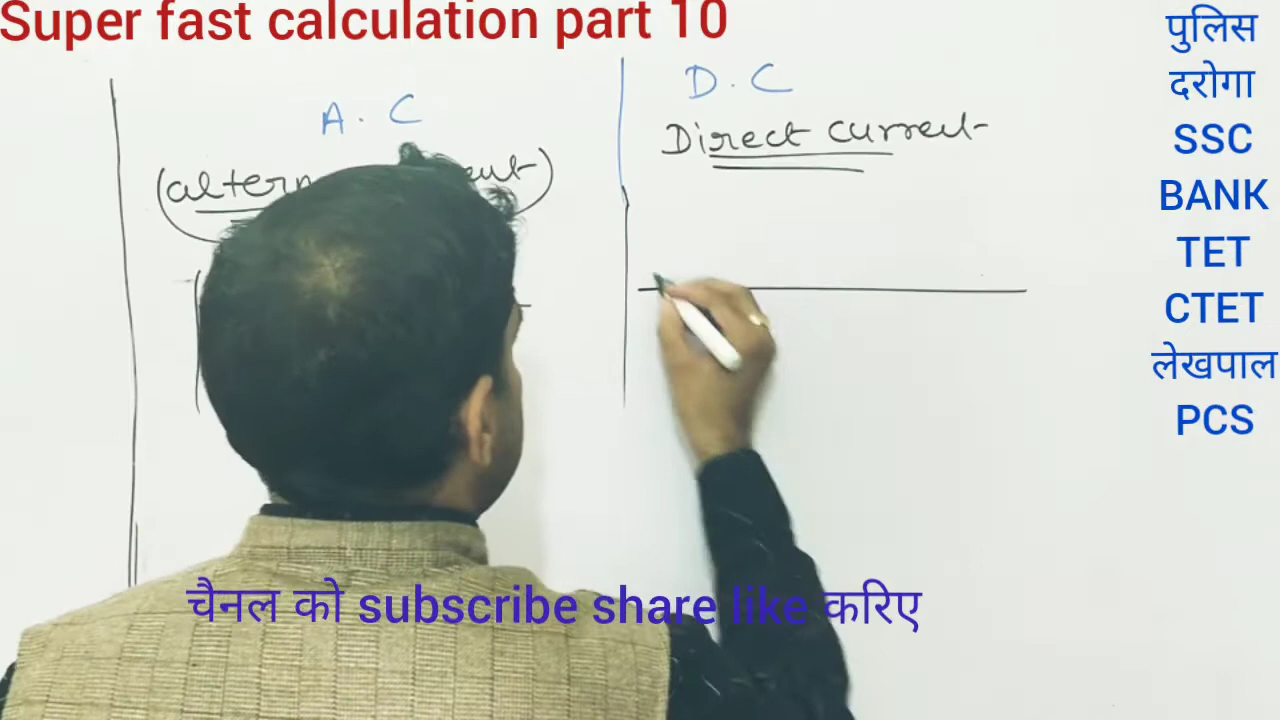 Super fast calculation part 10
A. C
D. C
Direct current
पुलिस
दरोगा
SSC
BANK
TET
CTET
लेखपाल
PCS
चैनल को subscribe share like करिए